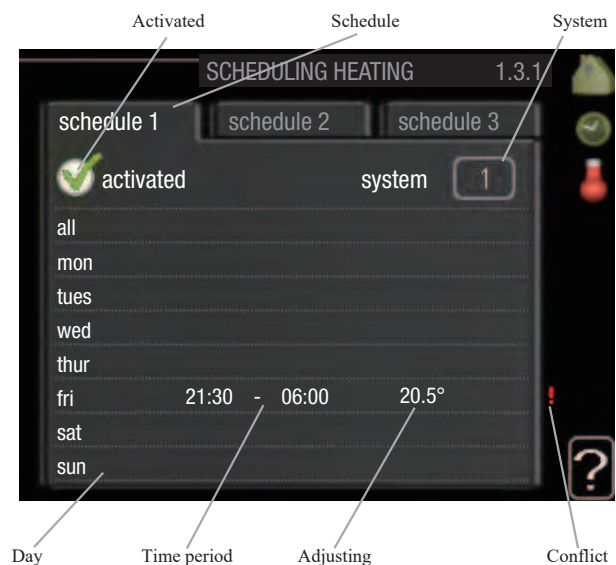 Activated Schedule System
SCHEDULING HEATING 1.3.1
schedule 1 schedule 2 schedule 3
activated system 1
all
mon
tues
wed
thur
fri 21:30 - 06:00 20.5° !
sat
sun
?
Day Time period Adjusting Conflict